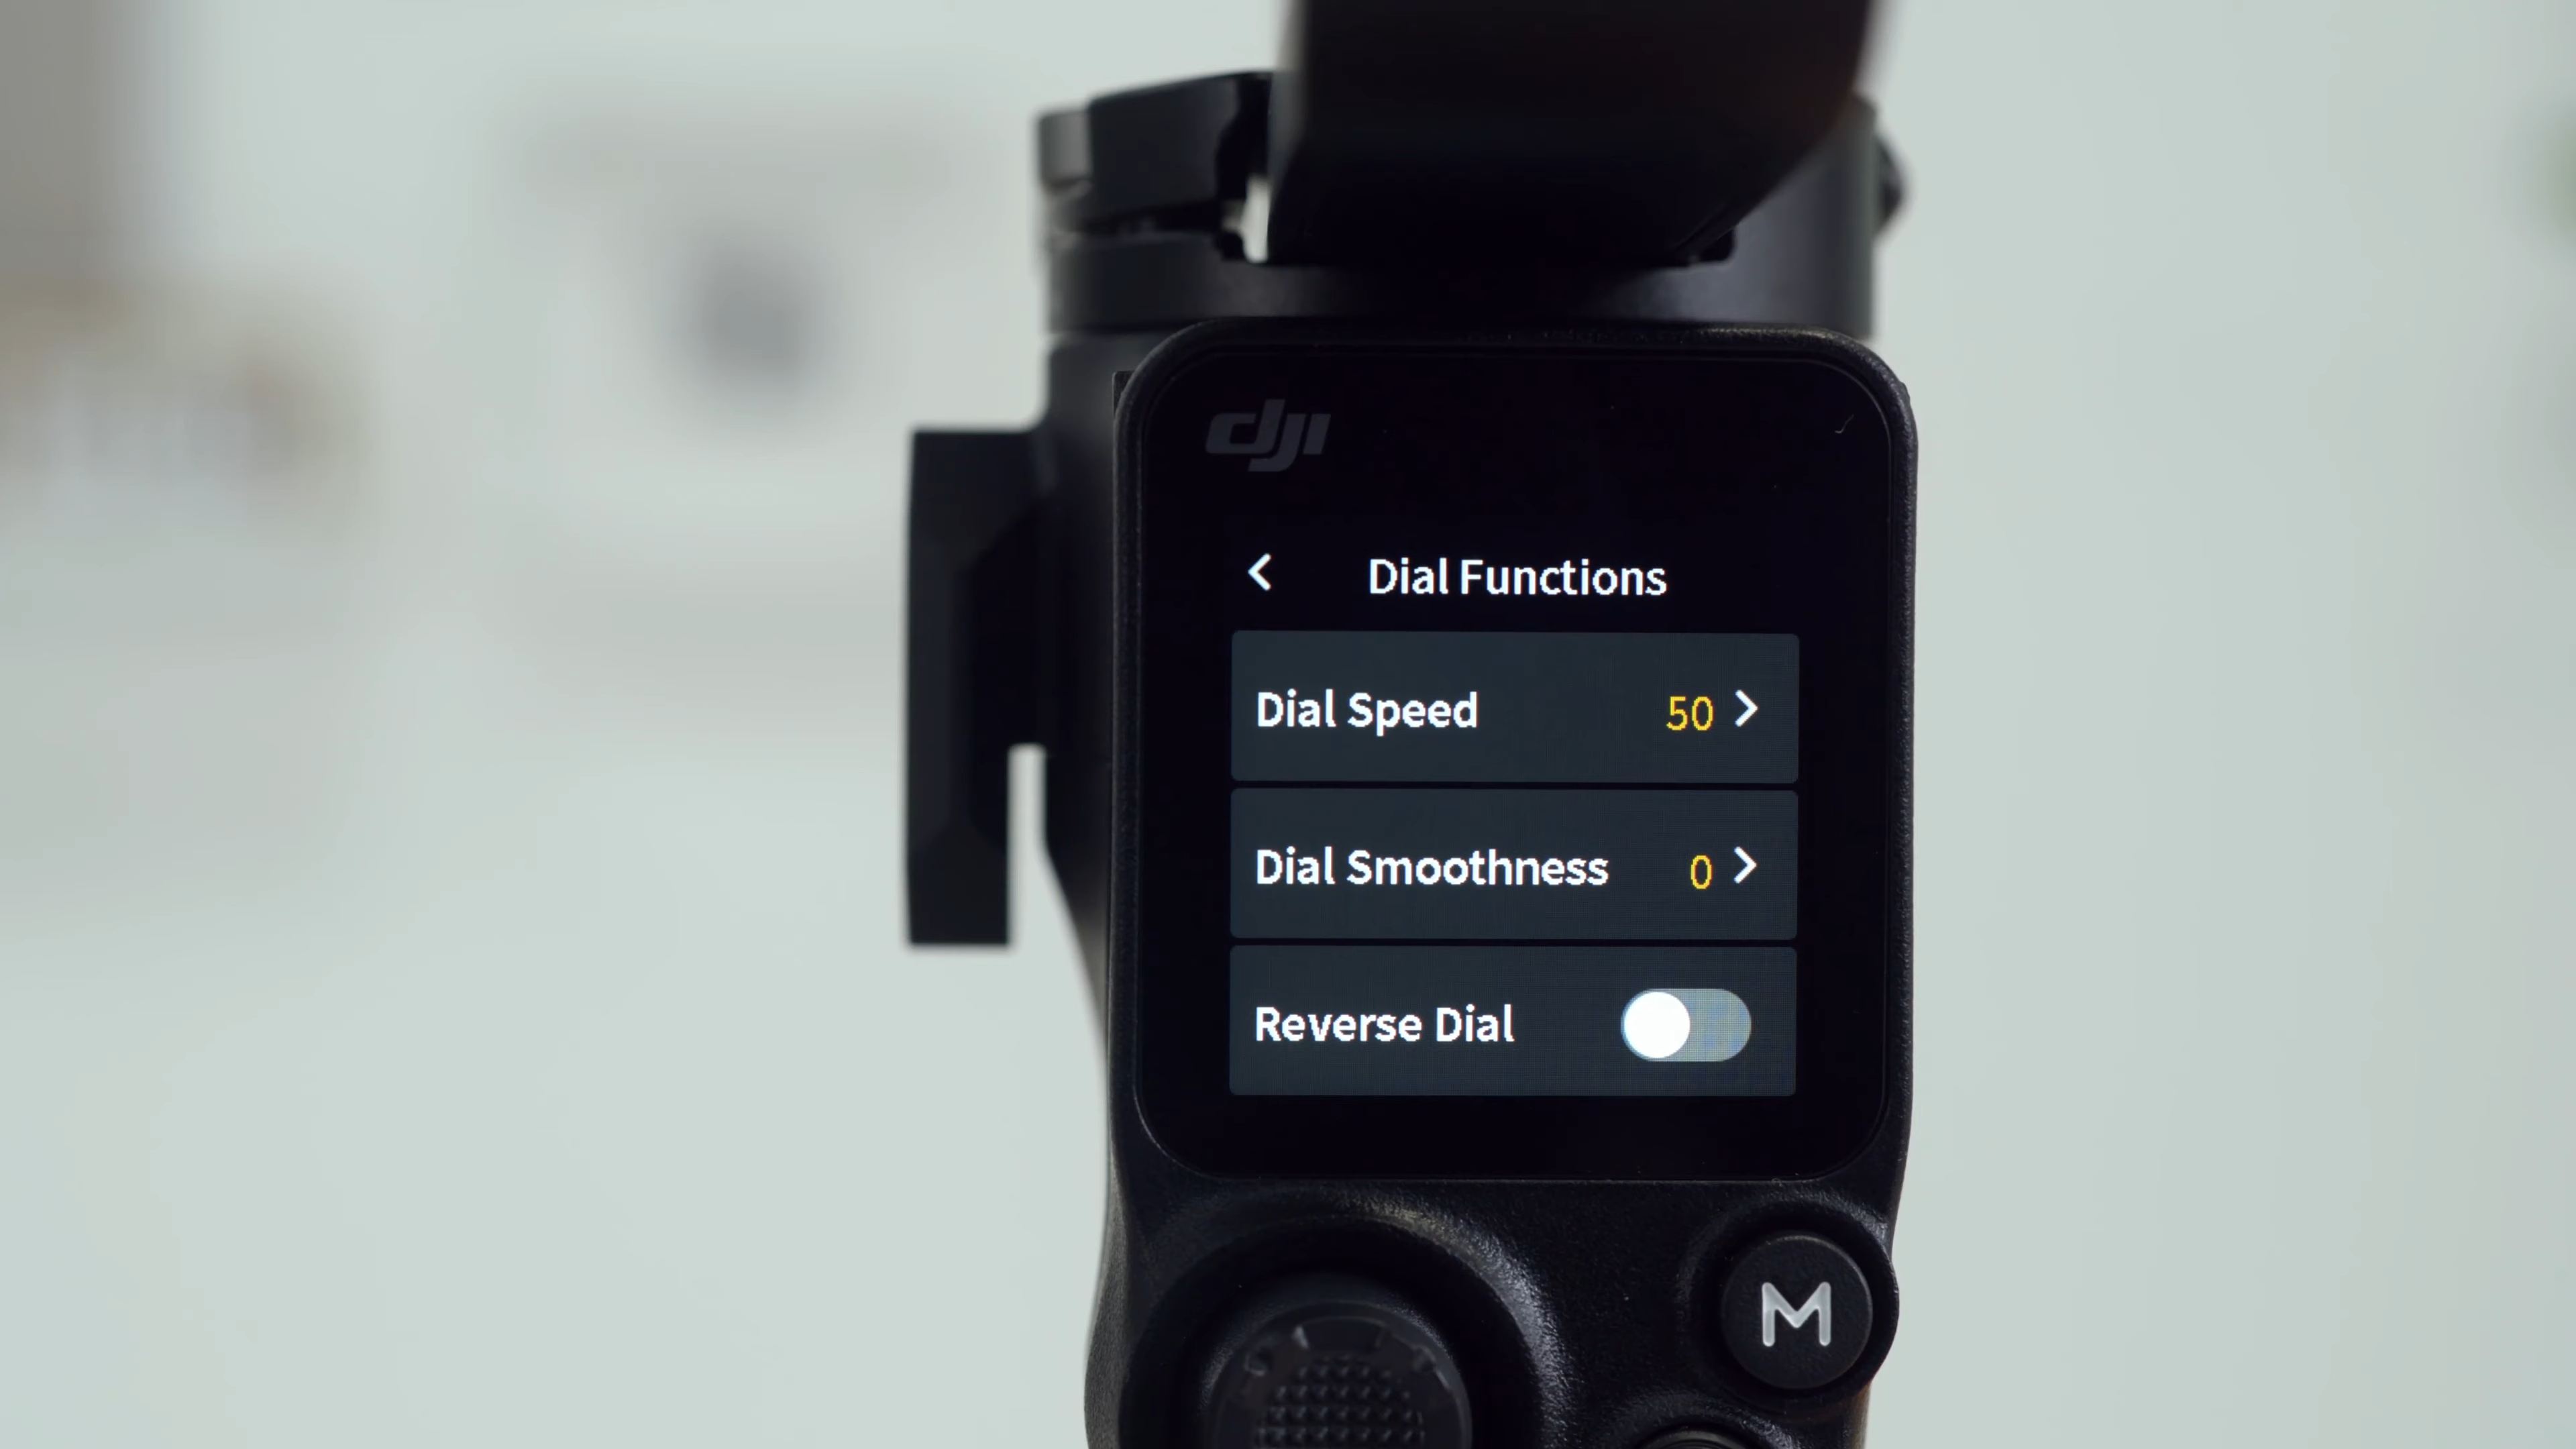 dji
Dial Functions
Dial Speed 50
Dial Smoothness 0
Reverse Dial
M